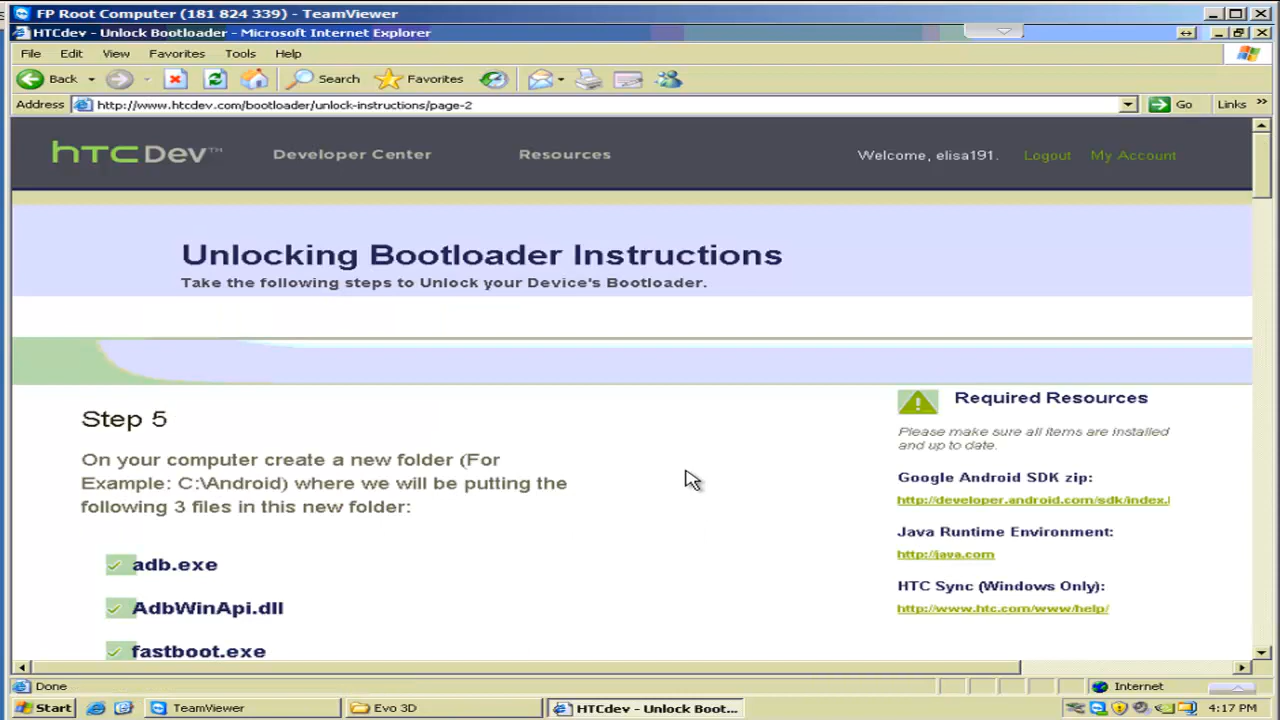 FP Root Computer (181 824 339) - TeamViewer
HTCdev - Unlock Bootloader - Microsoft Internet Explorer
File Edit View Favorites Tools Help
Back Search Favorites
Address http://www.htcdev.com/bootloader/unlock-instructions/page-2 Go Links »
hTC Dev™ Developer Center Resources Welcome, elisa191. Logout My Account
Unlocking Bootloader Instructions
Take the following steps to Unlock your Device's Bootloader.
Step 5
On your computer create a new folder (For
Example: C:\Android) where we will be putting the
following 3 files in this new folder:
adb.exe
AdbWinApi.dll
fastboot.exe
Required Resources
Please make sure all items are installed
and up to date.
Google Android SDK zip:
http://developer.android.com/sdk/index.
Java Runtime Environment:
http://java.com
HTC Sync (Windows Only):
http://www.htc.com/www/help/
Done Internet
Start TeamViewer Evo 3D HTCdev - Unlock Boot... 4:17 PM